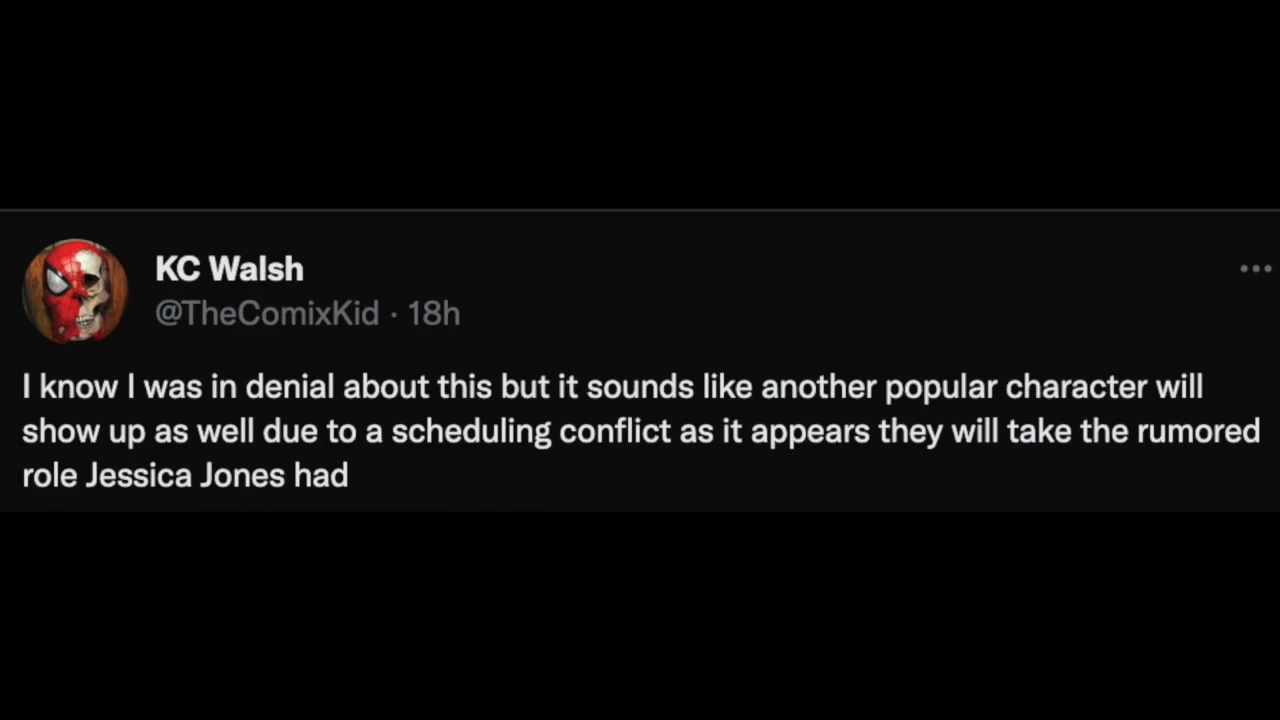 KC Walsh
@TheComixKid · 18h
I know I was in denial about this but it sounds like another popular character will
show up as well due to a scheduling conflict as it appears they will take the rumored
role Jessica Jones had